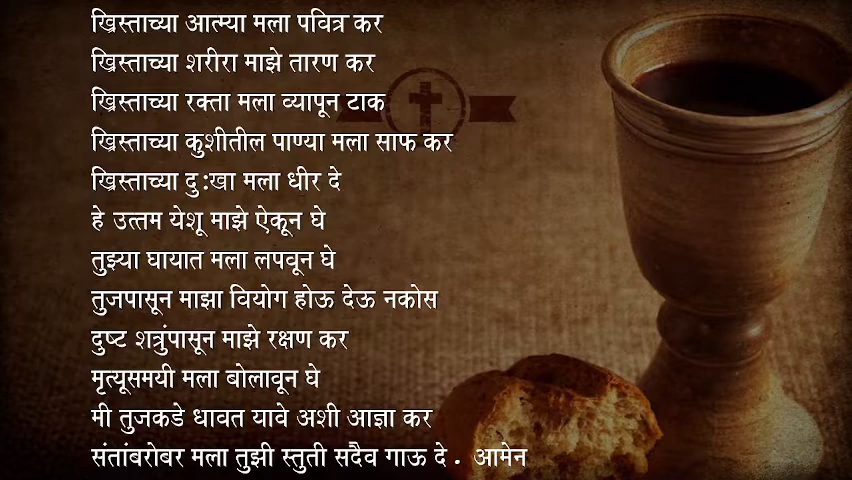 ख्रिस्ताच्या आत्म्या मला पवित्र कर
ख्रिस्ताच्या शरीरा माझे तारण कर
ख्रिस्ताच्या रक्ता मला व्यापून टाक
ख्रिस्ताच्या कुशीतील पाण्या मला साफ कर
ख्रिस्ताच्या दु:खा मला धीर दे
हे उत्तम येशू माझे ऐकून घे
तुझ्या घायात मला लपवून घे
तुजपासून माझा वियोग होऊ देऊ नकोस
दुष्ट शत्रुंपासून माझे रक्षण कर
मृत्यूसमयी मला बोलावून घे
मी तुजकडे धावत यावे अशी आज्ञा कर
संतांबरोबर मला तुझी स्तुती सदैव गाऊ दे . आमेन